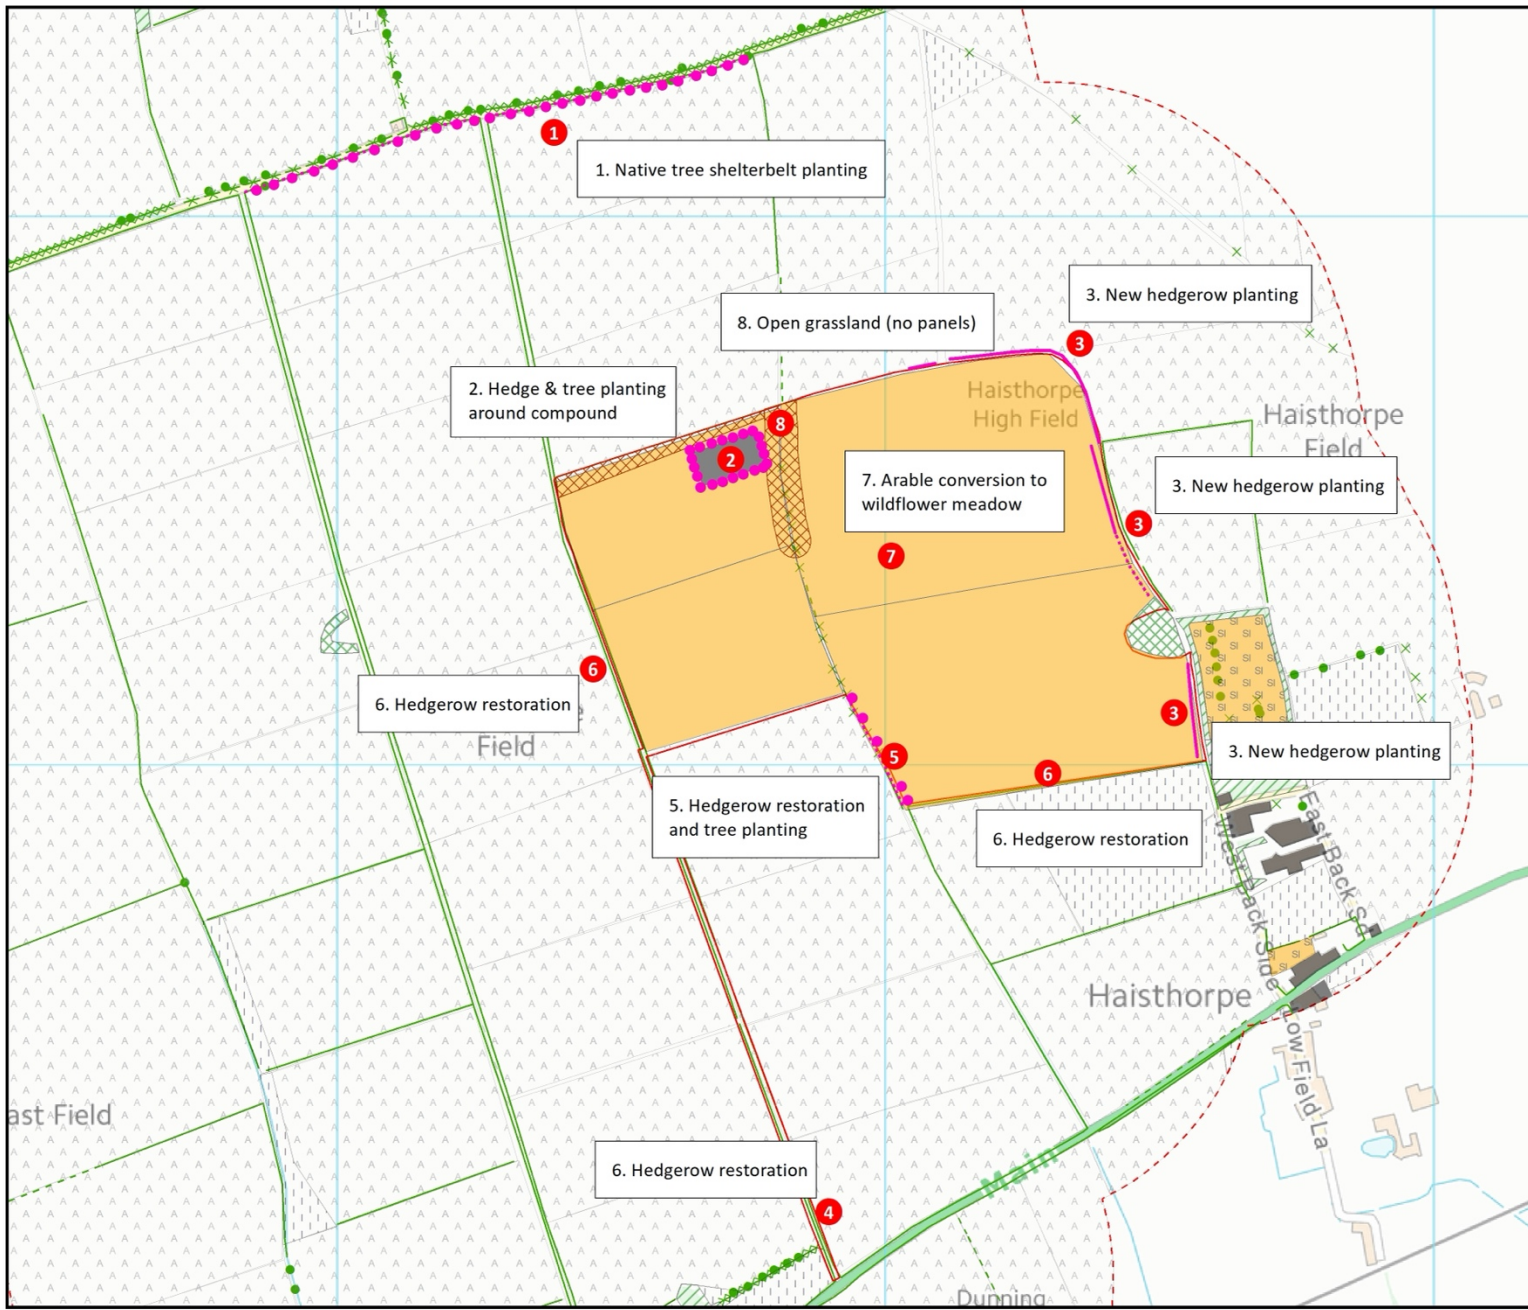 1
1. Native tree shelterbelt planting
3. New hedgerow planting
8. Open grassland (no panels)
3
Haisthorpe
High Field
2. Hedge & tree planting
around compound
Haisthorpe
Field
8
2
7. Arable conversion to
wildflower meadow
3. New hedgerow planting
3
7
6
6. Hedgerow restoration
Field
3
3. New hedgerow planting
5
6
5. Hedgerow restoration
and tree planting
6. Hedgerow restoration
West Back Side
East Back Sd
Haisthorpe
Low Field La
ast Field
Main
6. Hedgerow restoration
4
Dunning